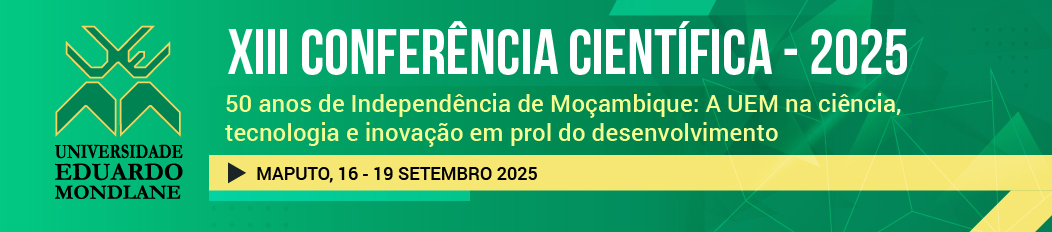 XIII CONFERÊNCIA CIENTÍFICA - 2025
50 anos de Independência de Moçambique: A UEM na ciência,
tecnologia e inovação em prol do desenvolvimento
MAPUTO, 16 - 19 SETEMBRO 2025
UNIVERSIDADE
EDUARDO
MONDLANE